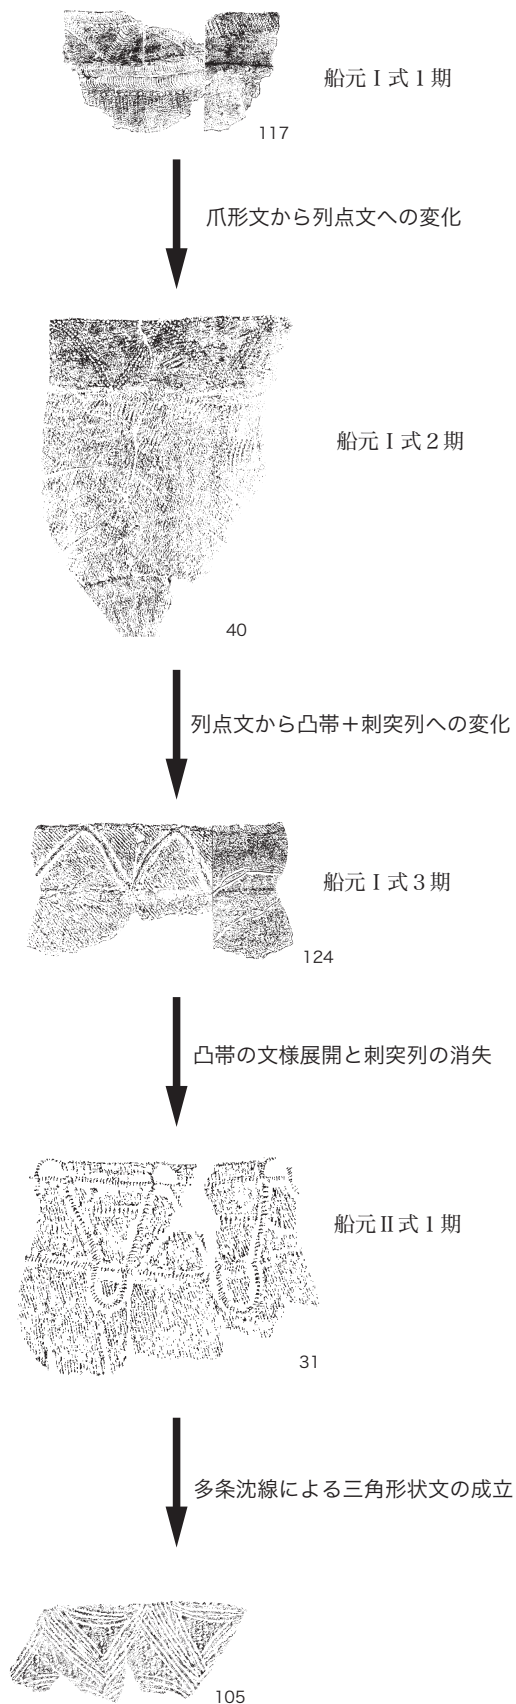 船元Ⅰ式１期
117
爪形文から列点文への変化
船元Ⅰ式２期
40
列点文から凸帯＋刺突列への変化
船元Ⅰ式３期
124
凸帯の文様展開と刺突列の消失
船元Ⅱ式１期
31
多条沈線による三角形状文の成立
105